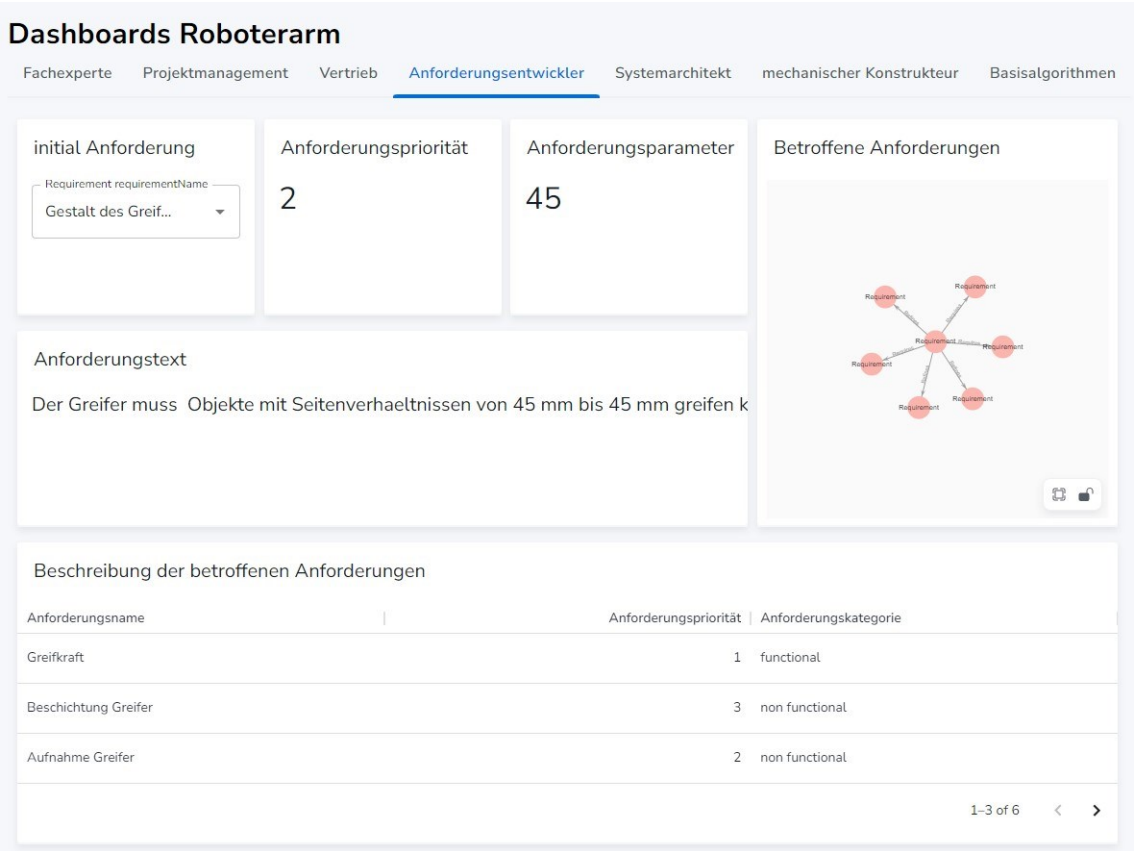 Dashboards Roboterarm
Fachexperte Projektmanagement Vertrieb Anforderungsentwickler Systemarchitekt mechanischer Konstrukteur Basisalgorithmen
initial Anforderung
Requirement requirementName
Gestalt des Greif...
Anforderungspriorität
2
Anforderungsparameter
45
Betroffene Anforderungen
Requirement
Requirement
Requirement
Requirement
Requirement
Requirement
Requirement
Anforderungstext
Der Greifer muss Objekte mit Seitenverhaeltnissen von 45 mm bis 45 mm greifen k
Beschreibung der betroffenen Anforderungen
Anforderungsname Anforderungspriorität Anforderungskategorie
Greifkraft 1 functional
Beschichtung Greifer 3 non functional
Aufnahme Greifer 2 non functional
1–3 of 6